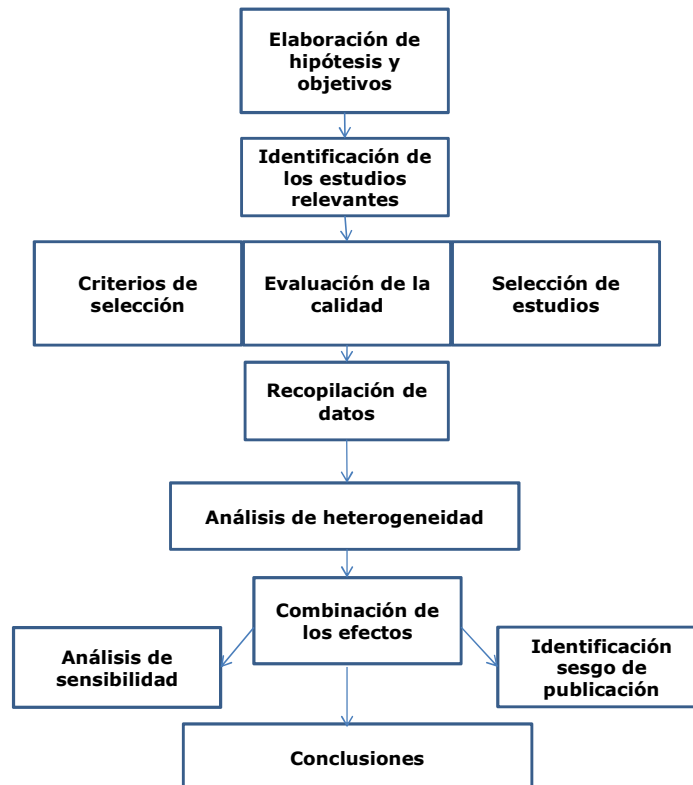 Elaboración de
hipótesis y
objetivos
Identificación de
los estudios
relevantes
Criterios de
selección
Evaluación de la
calidad
Selección de
estudios
Recopilación de
datos
Análisis de heterogeneidad
Combinación de
los efectos
Análisis de
sensibilidad
Identificación
sesgo de
publicación
Conclusiones